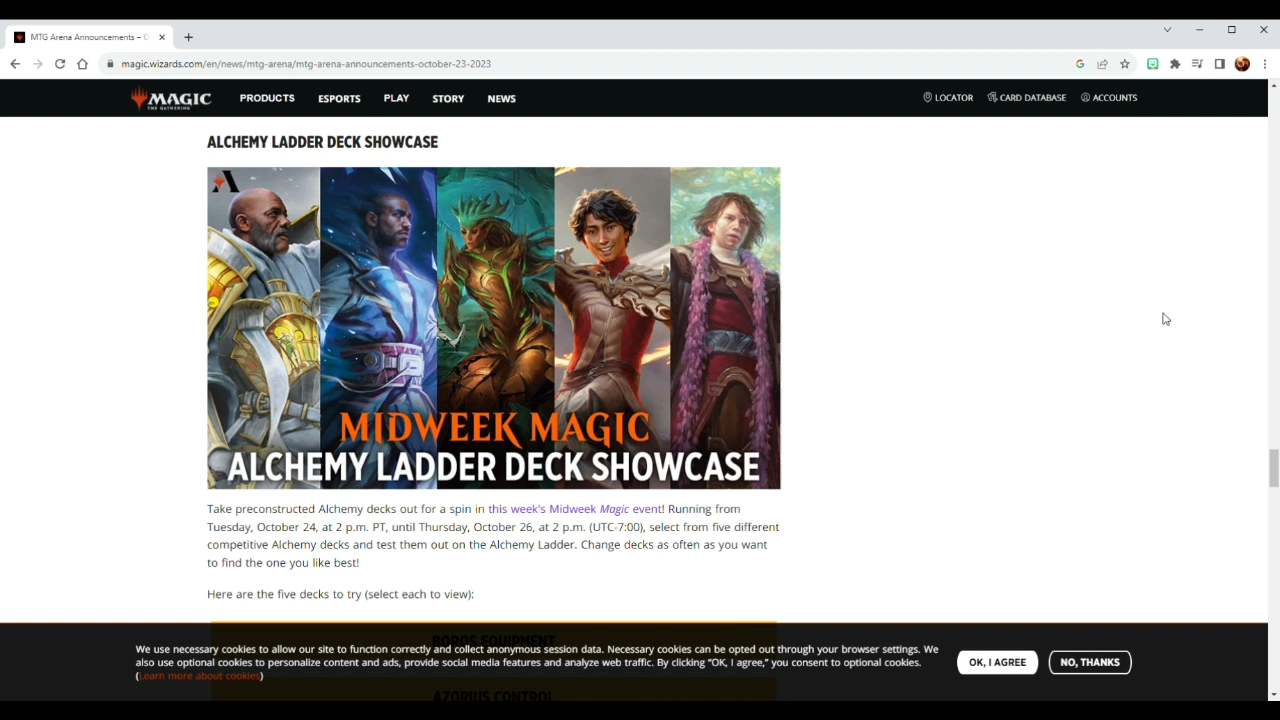 MTG Arena Announcements – O
magic.wizards.com/en/news/mtg-arena/mtg-arena-announcements-october-23-2023
MAGIC
THE GATHERING
PRODUCTS ESPORTS PLAY STORY NEWS
LOCATOR CARD DATABASE ACCOUNTS
ALCHEMY LADDER DECK SHOWCASE
MIDWEEK MAGIC
ALCHEMY LADDER DECK SHOWCASE
Take preconstructed Alchemy decks out for a spin in this week's Midweek Magic event! Running from
Tuesday, October 24, at 2 p.m. PT, until Thursday, October 26, at 2 p.m. (UTC-7:00), select from five different
competitive Alchemy decks and test them out on the Alchemy Ladder. Change decks as often as you want
to find the one you like best!
Here are the five decks to try (select each to view):
BOROS EQUIPMENT
We use necessary cookies to allow our site to function correctly and collect anonymous session data. Necessary cookies can be opted out through your browser settings. We
also use optional cookies to personalize content and ads, provide social media features and analyze web traffic. By clicking “OK, I agree,” you consent to optional cookies.
(Learn more about cookies)
OK, I AGREE
NO, THANKS
AZORIUS CONTROL